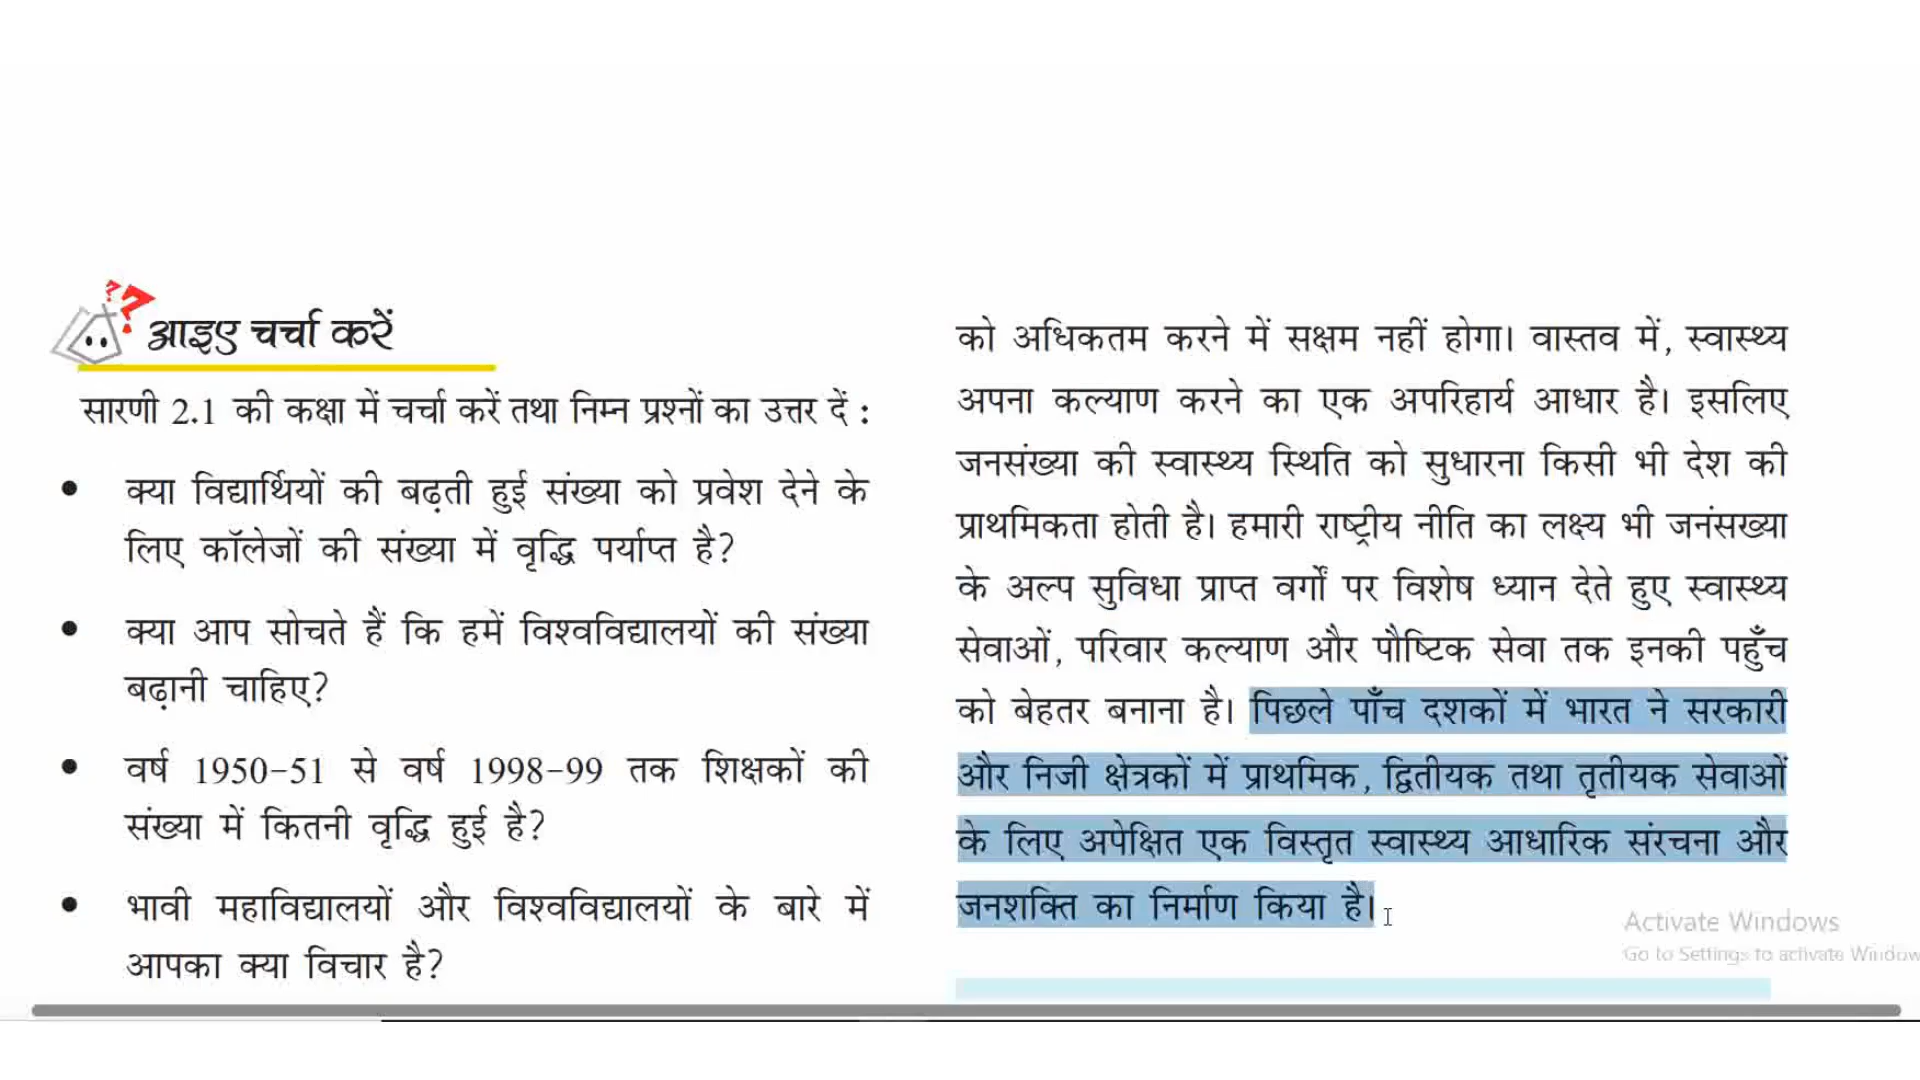 आइए चर्चा करें
सारणी 2.1 की कक्षा में चर्चा करें तथा निम्न प्रश्नों का उत्तर दें :
• क्या विद्यार्थियों की बढ़ती हुई संख्या को प्रवेश देने के
लिए कॉलेजों की संख्या में वृद्धि पर्याप्त है?
• क्या आप सोचते हैं कि हमें विश्वविद्यालयों की संख्या
बढ़ानी चाहिए?
• वर्ष 1950-51 से वर्ष 1998-99 तक शिक्षकों की
संख्या में कितनी वृद्धि हुई है?
• भावी महाविद्यालयों और विश्वविद्यालयों के बारे में
आपका क्या विचार है?
को अधिकतम करने में सक्षम नहीं होगा। वास्तव में, स्वास्थ्य
अपना कल्याण करने का एक अपरिहार्य आधार है। इसलिए
जनसंख्या की स्वास्थ्य स्थिति को सुधारना किसी भी देश की
प्राथमिकता होती है। हमारी राष्ट्रीय नीति का लक्ष्य भी जनंसख्या
के अल्प सुविधा प्राप्त वर्गों पर विशेष ध्यान देते हुए स्वास्थ्य
सेवाओं, परिवार कल्याण और पौष्टिक सेवा तक इनकी पहुँच
को बेहतर बनाना है। पिछले पाँच दशकों में भारत ने सरकारी
और निजी क्षेत्रकों में प्राथमिक, द्वितीयक तथा तृतीयक सेवाओं
के लिए अपेक्षित एक विस्तृत स्वास्थ्य आधारिक संरचना और
जनशक्ति का निर्माण किया है।
Activate Windows
Go to Settings to activate Window